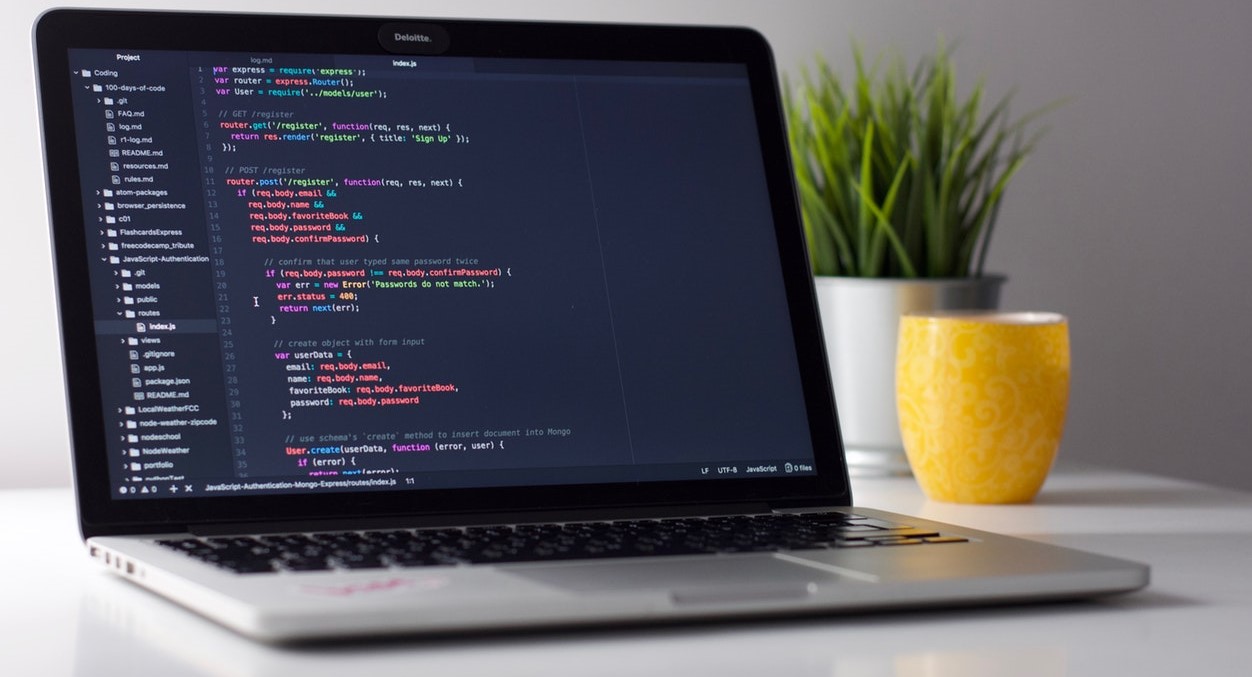 Deloitte.
Project
Coding
100-days-of-code
.git
FAQ.md
log.md
r1-log.md
README.md
resources.md
rules.md
atom-packages
browser_persistence
c01
FlashcardsExpress
freecodecamp_tribute
JavaScript-Authentication
.git
models
public
routes
index.js
views
.gitignore
app.js
package.json
README.md
LocalWeatherFCC
node-weather-zipcode
nodeschool
NodeWeather
portfolio
pythonTest
log.md
index.js
1 var express = require('express');
2 var router = express.Router();
3 var User = require('../models/user');
4
5 // GET /register
6 router.get('/register', function(req, res, next) {
7 return res.render('register', { title: 'Sign Up' });
8 });
9
10 // POST /register
11 router.post('/register', function(req, res, next) {
12 if (req.body.email &&
13 req.body.name &&
14 req.body.favoriteBook &&
15 req.body.password &&
16 req.body.confirmPassword) {
17
18 // confirm that user typed same password twice
19 if (req.body.password !== req.body.confirmPassword) {
20 var err = new Error('Passwords do not match.');
21 err.status = 400;
22 return next(err);
23 }
24
25 // create object with form input
26 var userData = {
27 email: req.body.email,
28 name: req.body.name,
29 favoriteBook: req.body.favoriteBook,
30 password: req.body.password
31 };
32
33 // use schema's `create` method to insert document into Mongo
34 User.create(userData, function (error, user) {
35 if (error) {
36 return next(error);
0 0 + × JavaScript-Authentication-Mongo-Express/routes/index.js 1:1 LF UTF-8 JavaScript 0 files